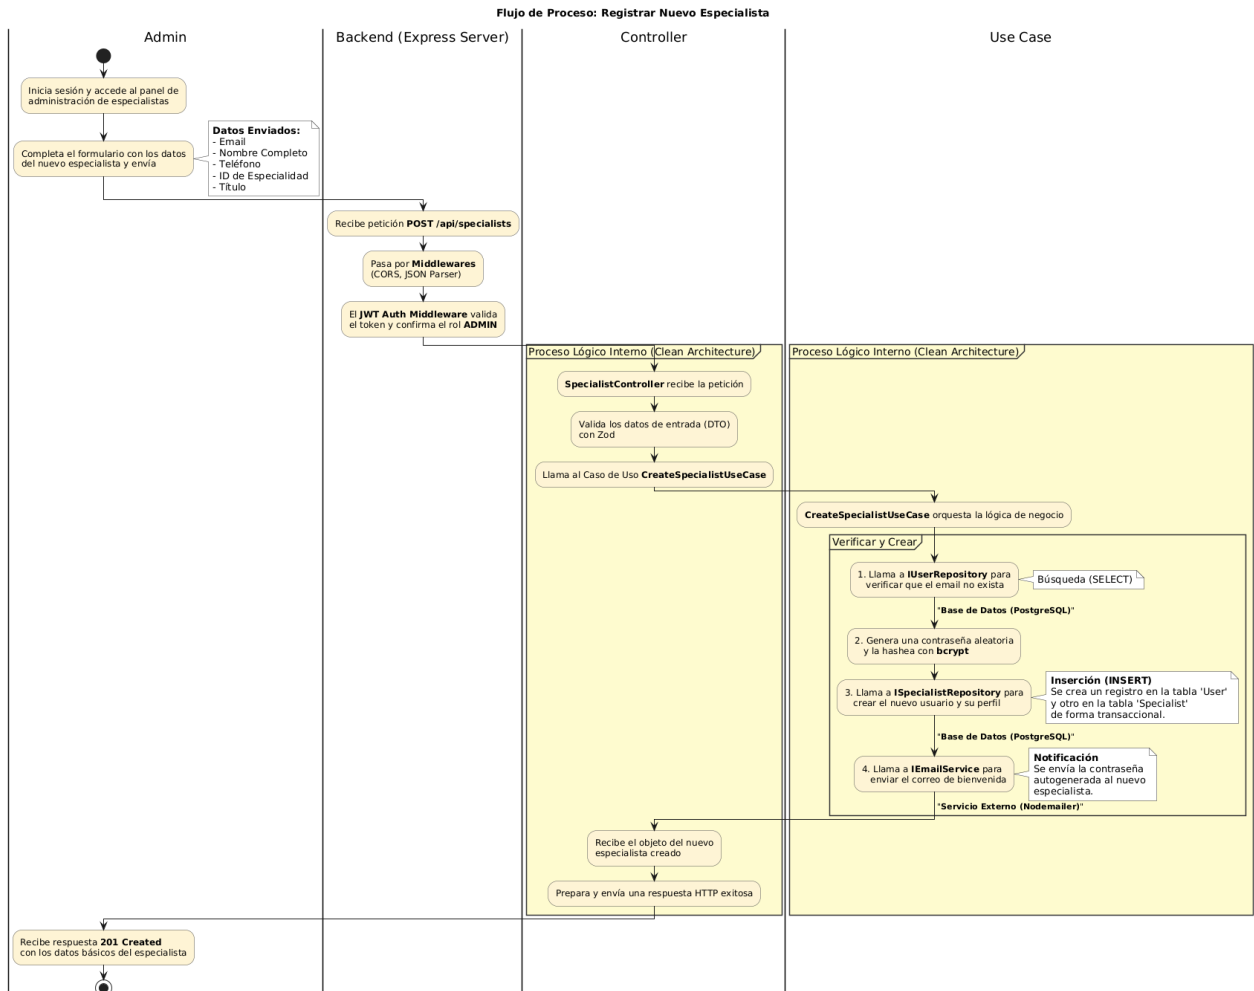 Flujo de Proceso: Registrar Nuevo Especialista
Admin
Backend (Express Server)
Controller
Use Case
Inicia sesión y accede al panel de
administración de especialistas
Completa el formulario con los datos
del nuevo especialista y envía
Datos Enviados:
- Email
- Nombre Completo
- Teléfono
- ID de Especialidad
- Título
Recibe petición POST /api/specialists
Pasa por Middlewares
(CORS, JSON Parser)
El JWT Auth Middleware valida
el token y confirma el rol ADMIN
Proceso Lógico Interno (Clean Architecture)
Proceso Lógico Interno (Clean Architecture)
SpecialistController recibe la petición
Valida los datos de entrada (DTO)
con Zod
Llama al Caso de Uso CreateSpecialistUseCase
CreateSpecialistUseCase orquesta la lógica de negocio
Verificar y Crear
1. Llama a IUserRepository para
verificar que el email no exista
Búsqueda (SELECT)
"Base de Datos (PostgreSQL)"
2. Genera una contraseña aleatoria
y la hashea con bcrypt
3. Llama a ISpecialistRepository para
crear el nuevo usuario y su perfil
Inserción (INSERT)
Se crea un registro en la tabla 'User'
y otro en la tabla 'Specialist'
de forma transaccional.
"Base de Datos (PostgreSQL)"
4. Llama a IEmailService para
enviar el correo de bienvenida
Notificación
Se envía la contraseña
autogenerada al nuevo
especialista.
"Servicio Externo (Nodemailer)"
Recibe el objeto del nuevo
especialista creado
Prepara y envía una respuesta HTTP exitosa
Recibe respuesta 201 Created
con los datos básicos del especialista